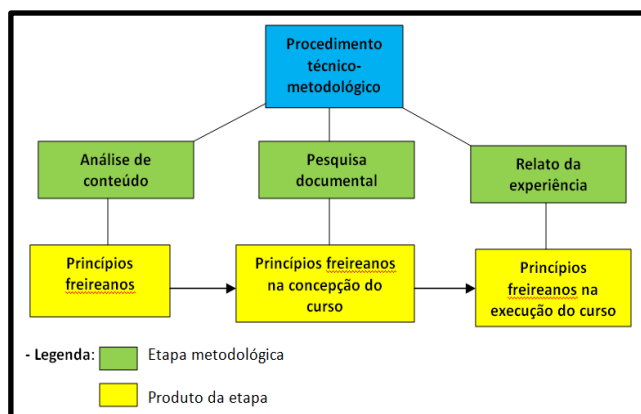 Procedimento
técnico-
metodológico
Análise de
conteúdo
Pesquisa
documental
Relato da
experiência
Princípios
freireanos
Princípios freireanos
na concepção do
curso
Princípios
freireanos na
execução do curso
- Legenda:
Etapa metodológica
Produto da etapa